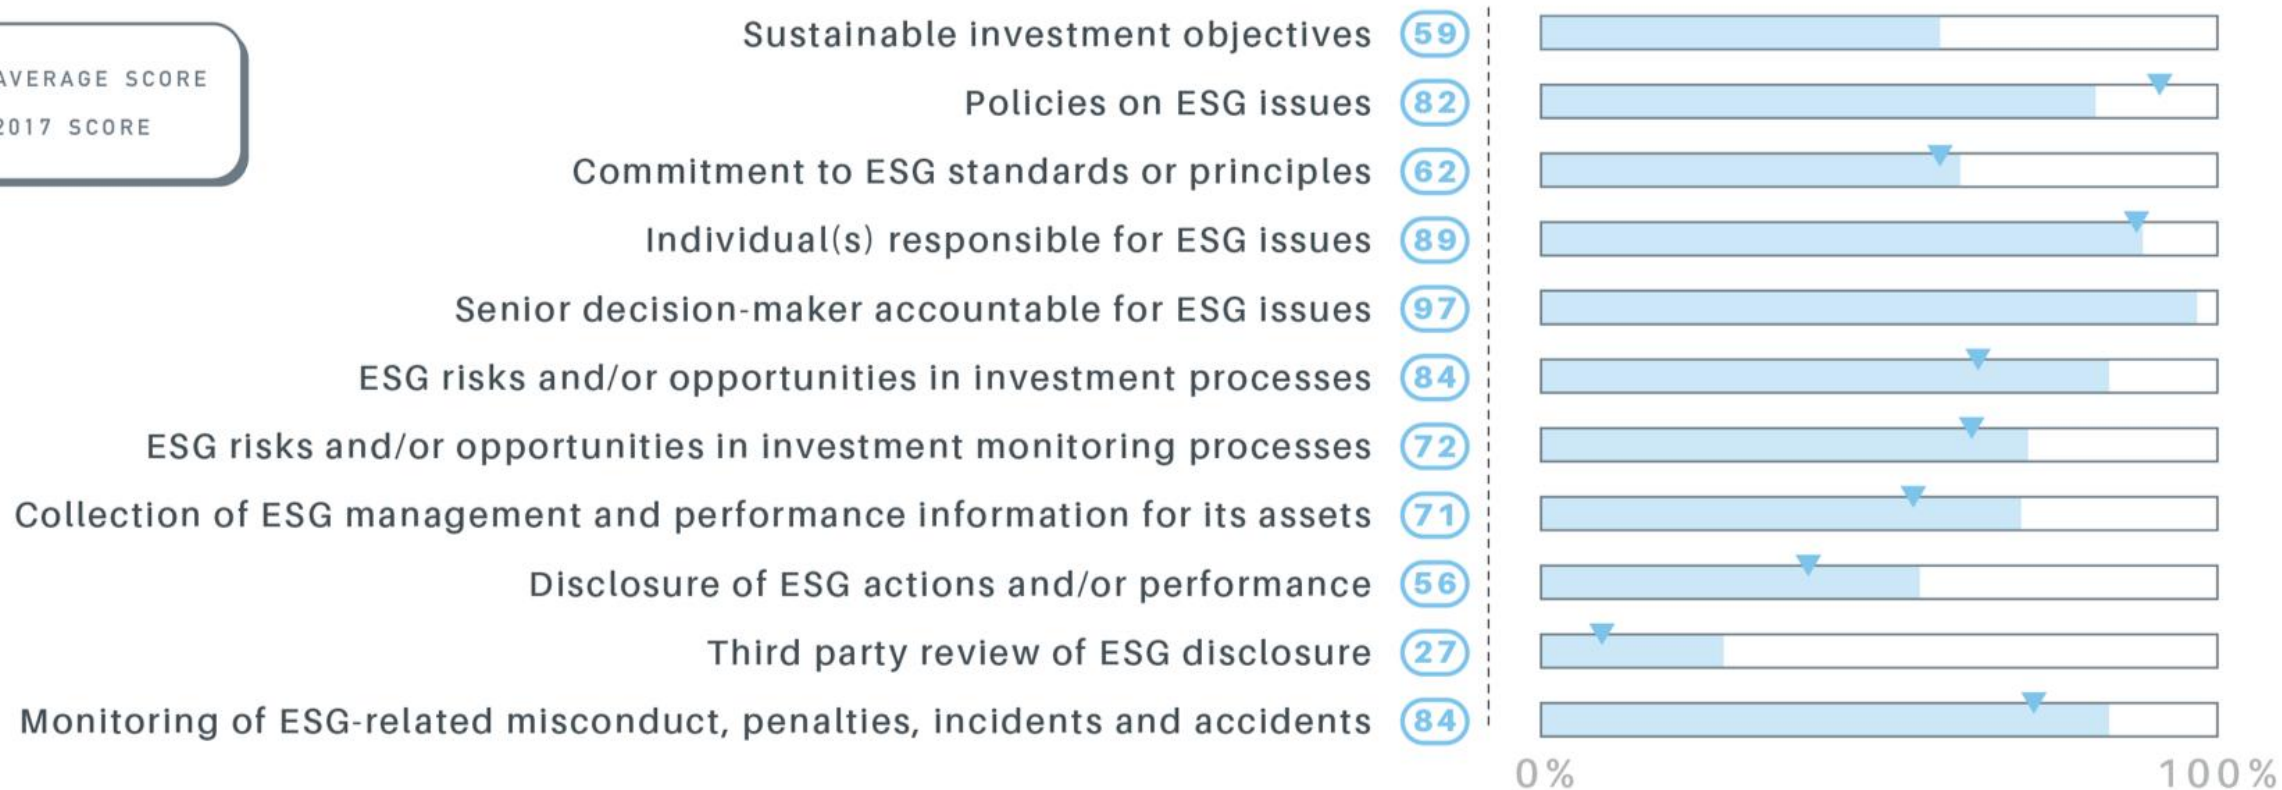 AVERAGE SCORE
2017 SCORE
Sustainable investment objectives 59
Policies on ESG issues 82
Commitment to ESG standards or principles 62
Individual(s) responsible for ESG issues 89
Senior decision-maker accountable for ESG issues 97
ESG risks and/or opportunities in investment processes 84
ESG risks and/or opportunities in investment monitoring processes 72
Collection of ESG management and performance information for its assets 71
Disclosure of ESG actions and/or performance 56
Third party review of ESG disclosure 27
Monitoring of ESG-related misconduct, penalties, incidents and accidents 84
0% 100%